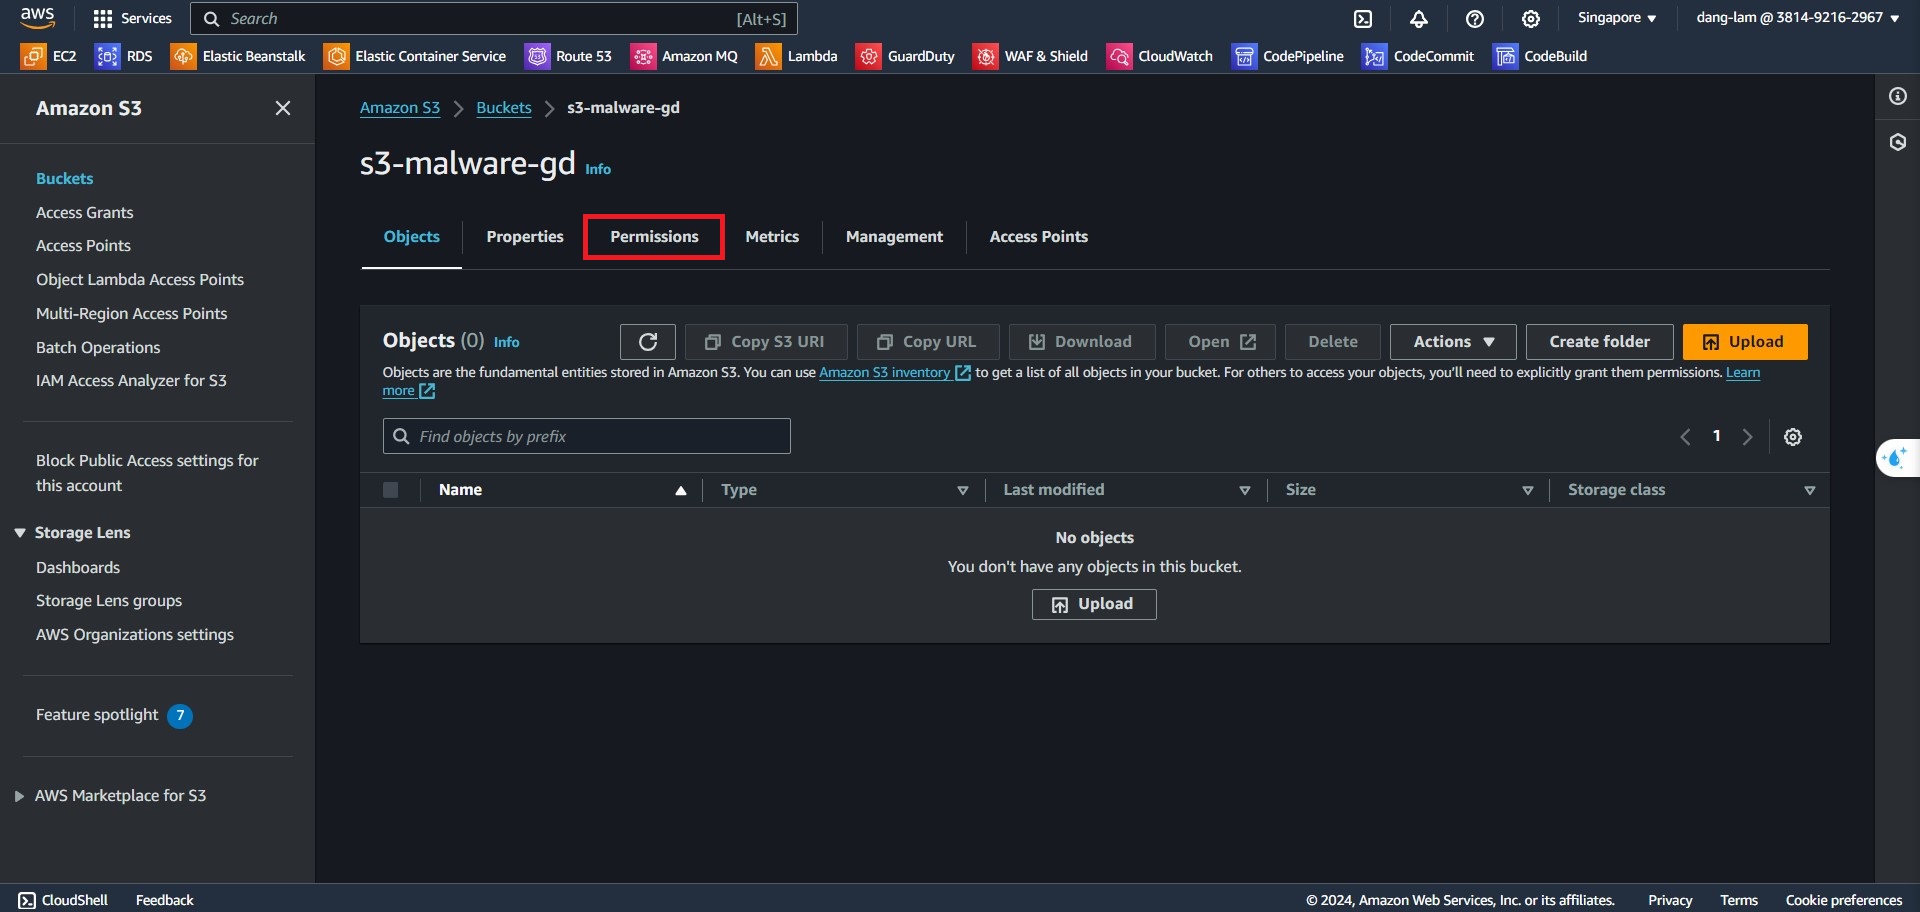 aws
Services
Search [Alt+S]
Singapore
dang-lam @ 3814-9216-2967
EC2
RDS
Elastic Beanstalk
Elastic Container Service
Route 53
Amazon MQ
Lambda
GuardDuty
WAF & Shield
CloudWatch
CodePipeline
CodeCommit
CodeBuild
Amazon S3
Buckets
Access Grants
Access Points
Object Lambda Access Points
Multi-Region Access Points
Batch Operations
IAM Access Analyzer for S3
Block Public Access settings for
this account
Storage Lens
Dashboards
Storage Lens groups
AWS Organizations settings
Feature spotlight 7
AWS Marketplace for S3
Amazon S3 Buckets s3-malware-gd
s3-malware-gd Info
Objects
Properties
Permissions
Metrics
Management
Access Points
Objects (0) Info
Copy S3 URI
Copy URL
Download
Open
Delete
Actions
Create folder
Upload
Objects are the fundamental entities stored in Amazon S3. You can use Amazon S3 inventory to get a list of all objects in your bucket. For others to access your objects, you'll need to explicitly grant them permissions. Learn
more
Find objects by prefix
1
Name
Type
Last modified
Size
Storage class
No objects
You don't have any objects in this bucket.
Upload
CloudShell
Feedback
© 2024, Amazon Web Services, Inc. or its affiliates.
Privacy
Terms
Cookie preferences